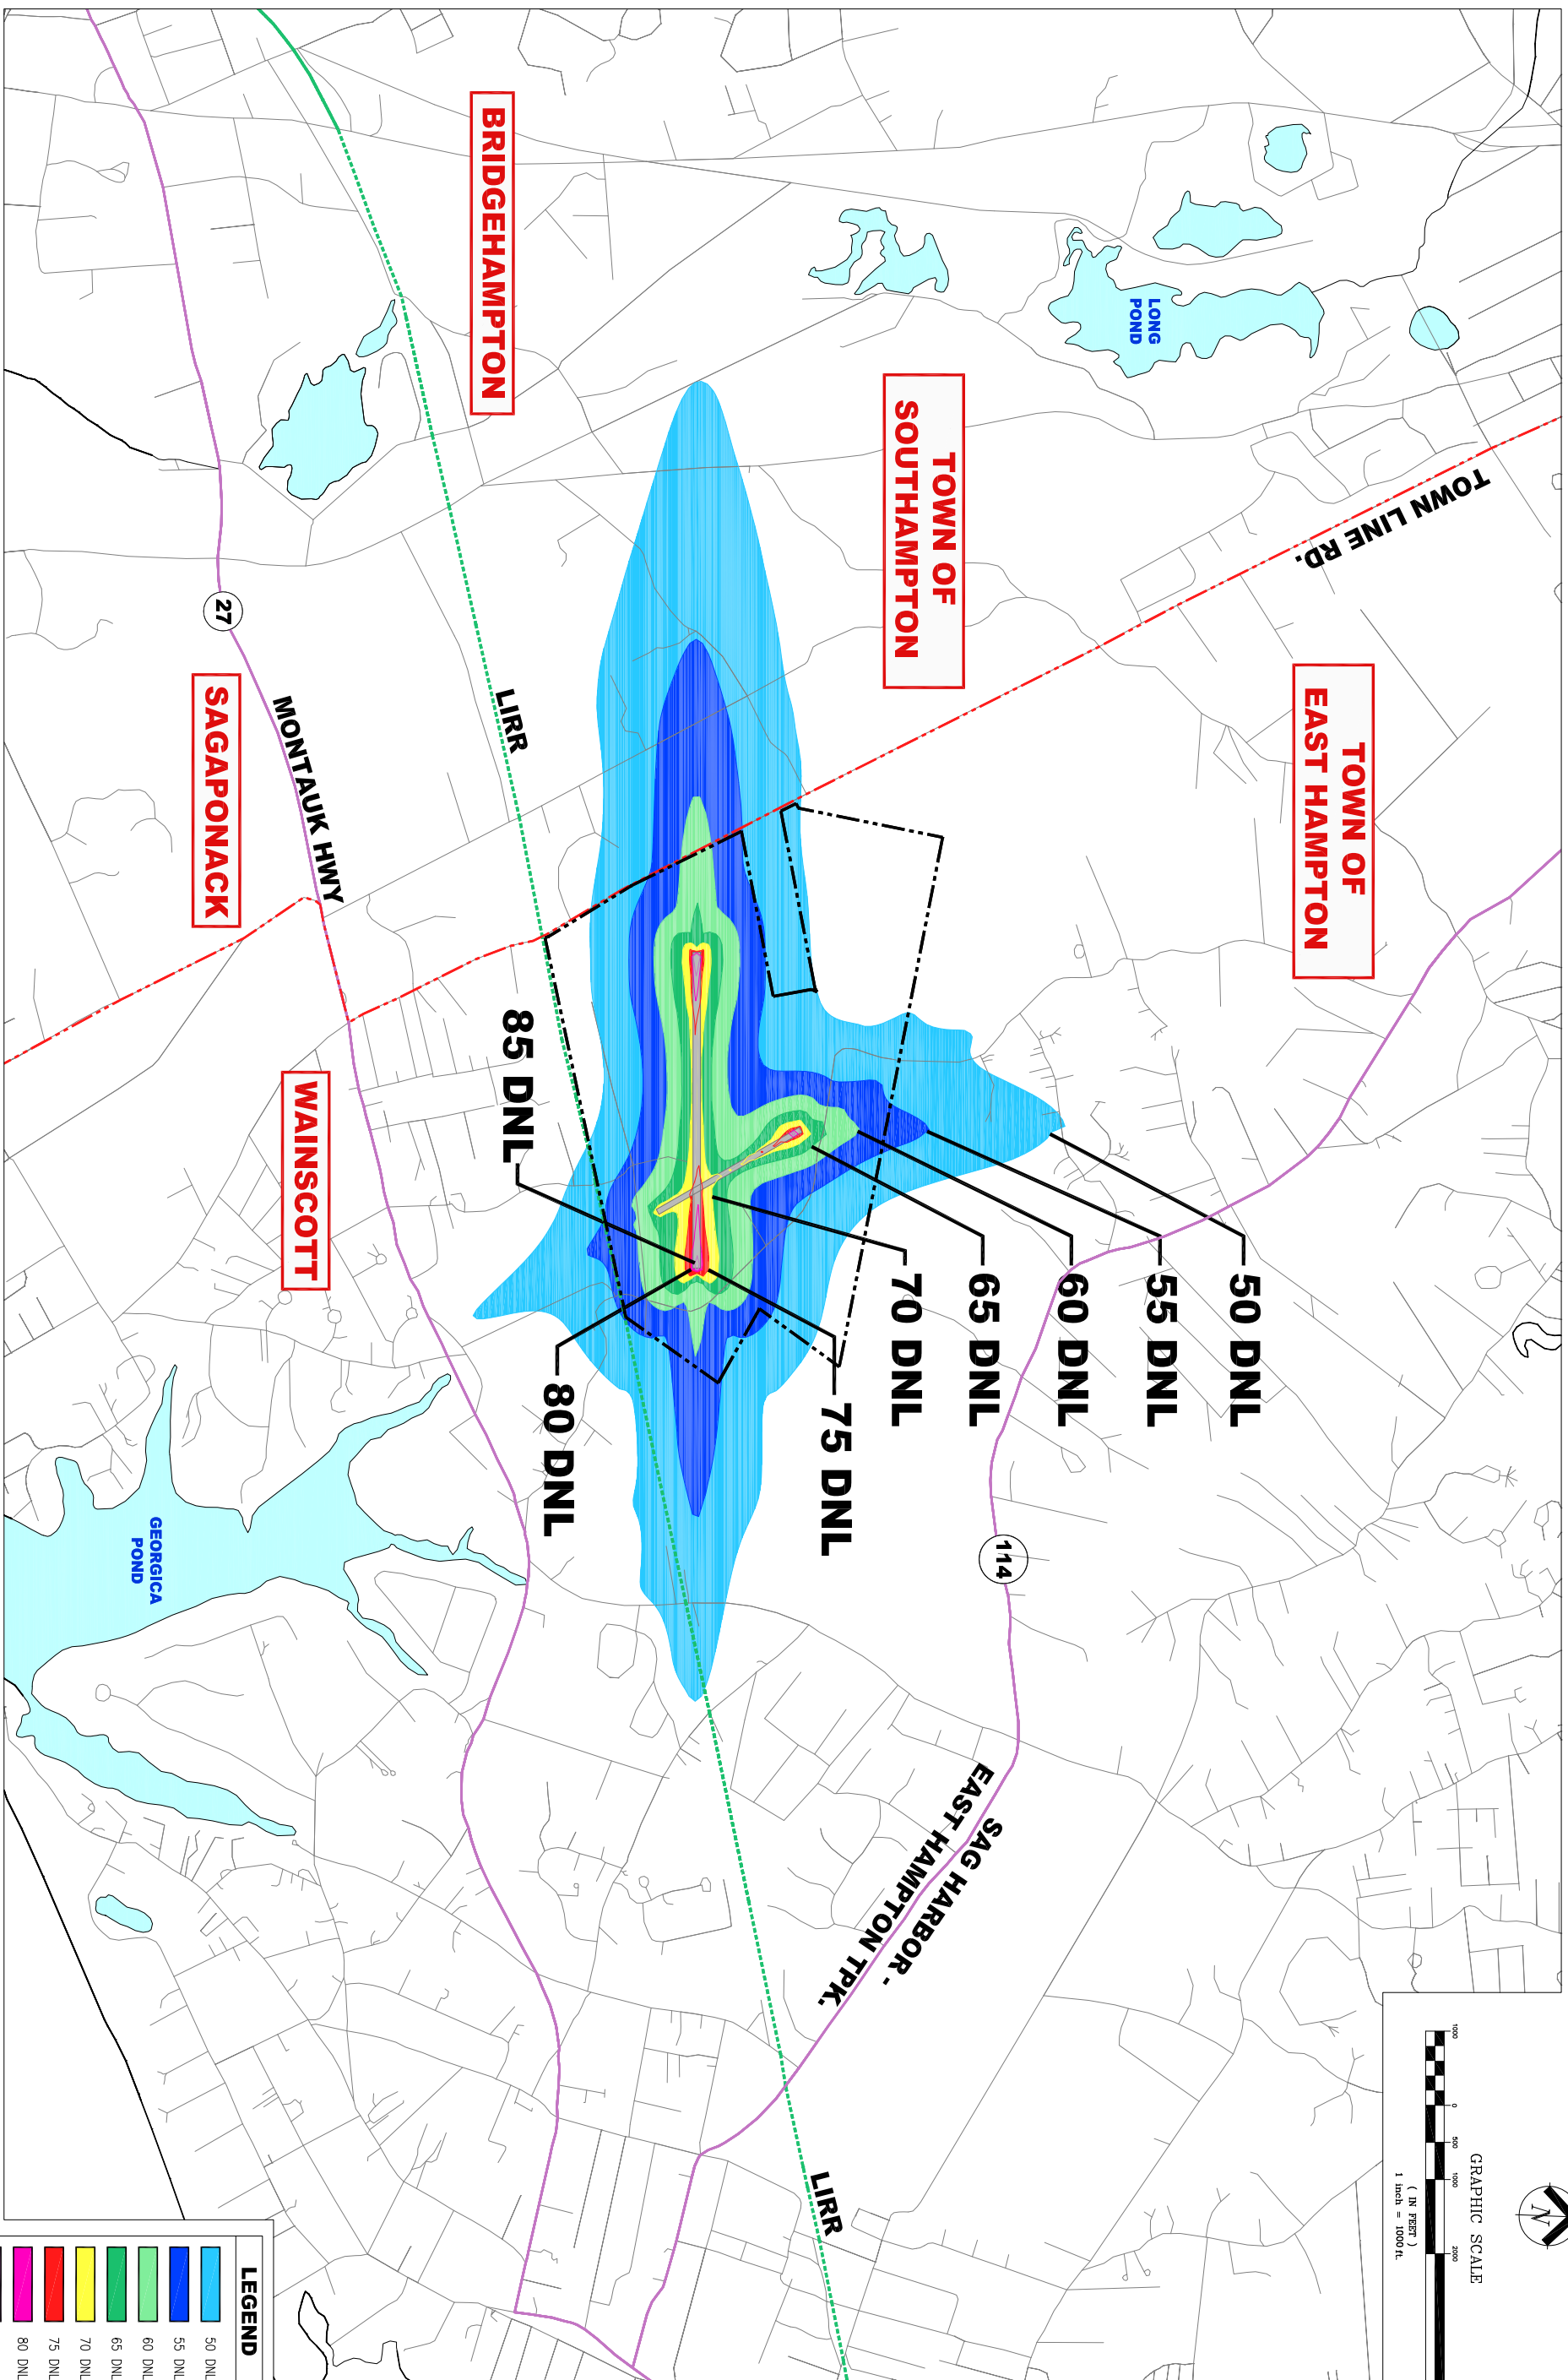 TOWN LINE RD.
TOWN OF
EAST HAMPTON
TOWN OF
SOUTHAMPTON
LONG
POND
BRIDGEHAMPTON
LIRR
27
MONTAUK HWY
SAGAPONACK
WAINSCOTT
50 DNL
55 DNL
60 DNL
65 DNL
70 DNL
75 DNL
80 DNL
85 DNL
114
SAG HARBOR -
EAST HAMPTON TPK.
GEORGICA
POND
LIRR
N
GRAPHIC SCALE
1000
0
500
1000
2000
( IN FEET )
1 inch = 1000 ft.
LEGEND
50 DNL
55 DNL
60 DNL
65 DNL
70 DNL
75 DNL
80 DNL